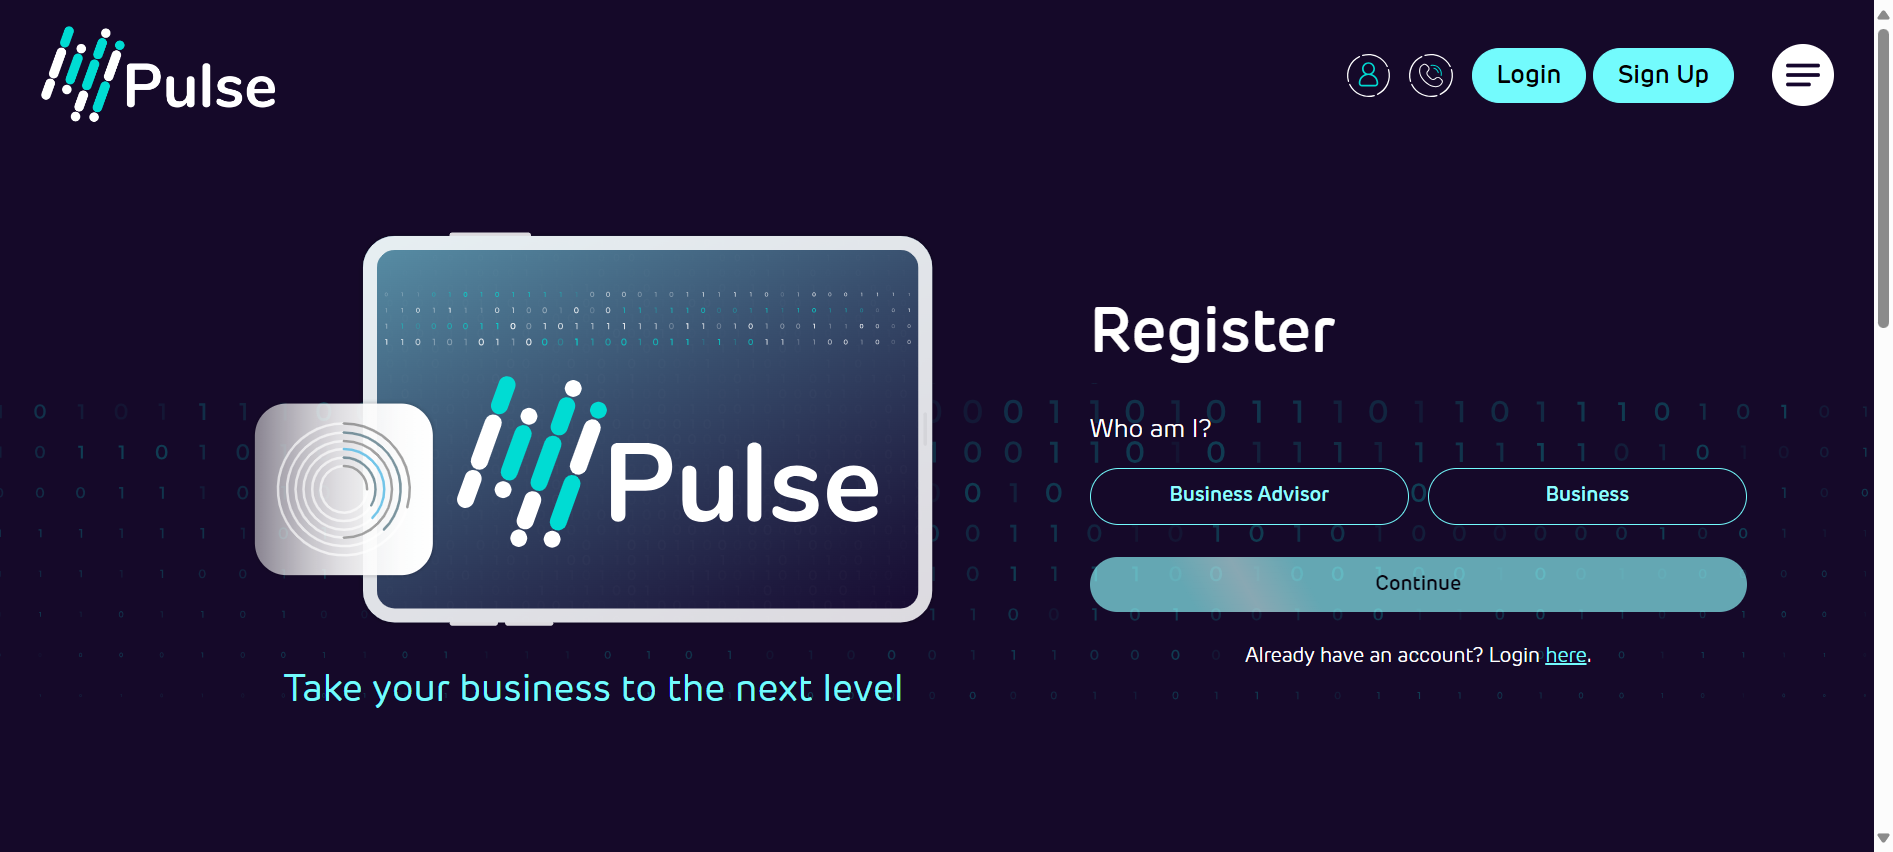 Pulse
Login
Sign Up
Pulse
Take your business to the next level
Register
Who am I?
Business Advisor
Business
Continue
Already have an account? Login here.